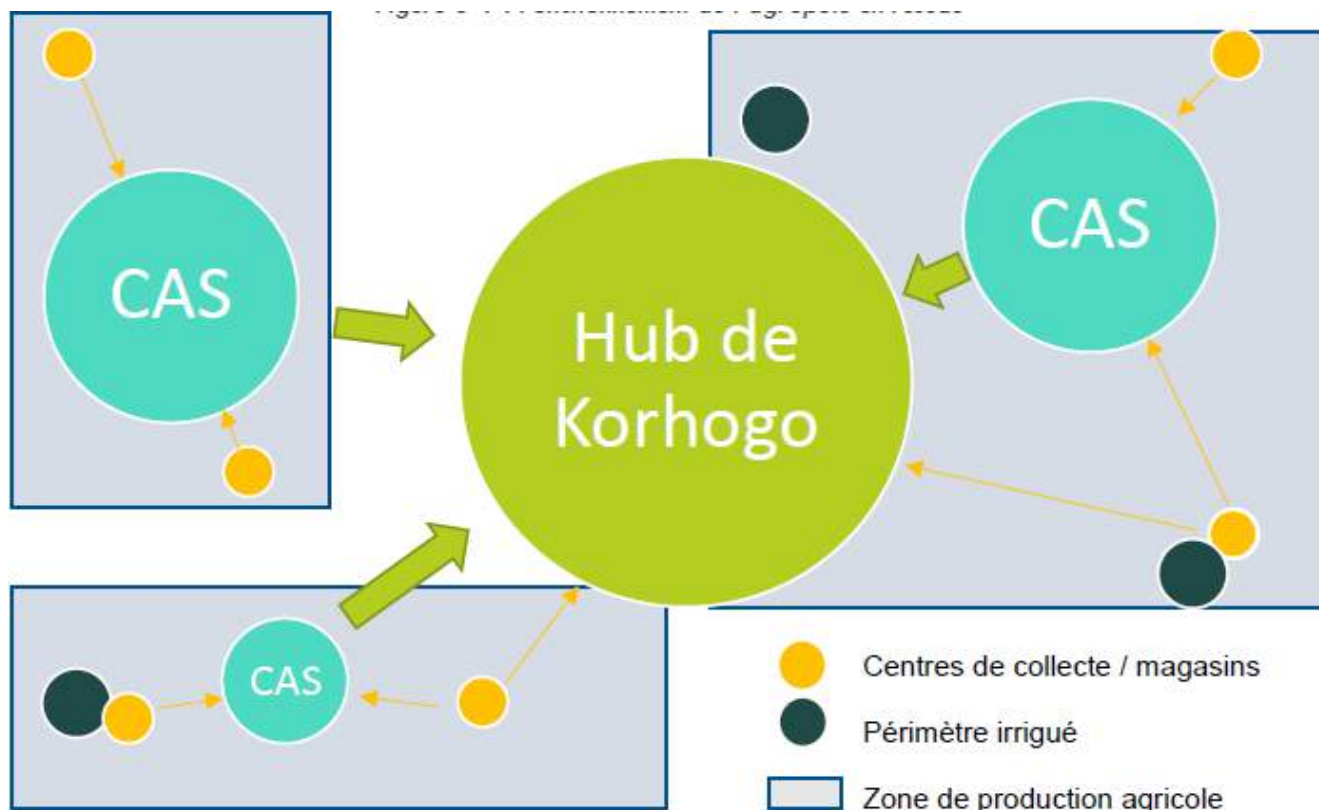 CAS
CAS
Hub de
Korhogo
CAS
Centres de collecte / magasins
Périmètre irrigué
Zone de production agricole